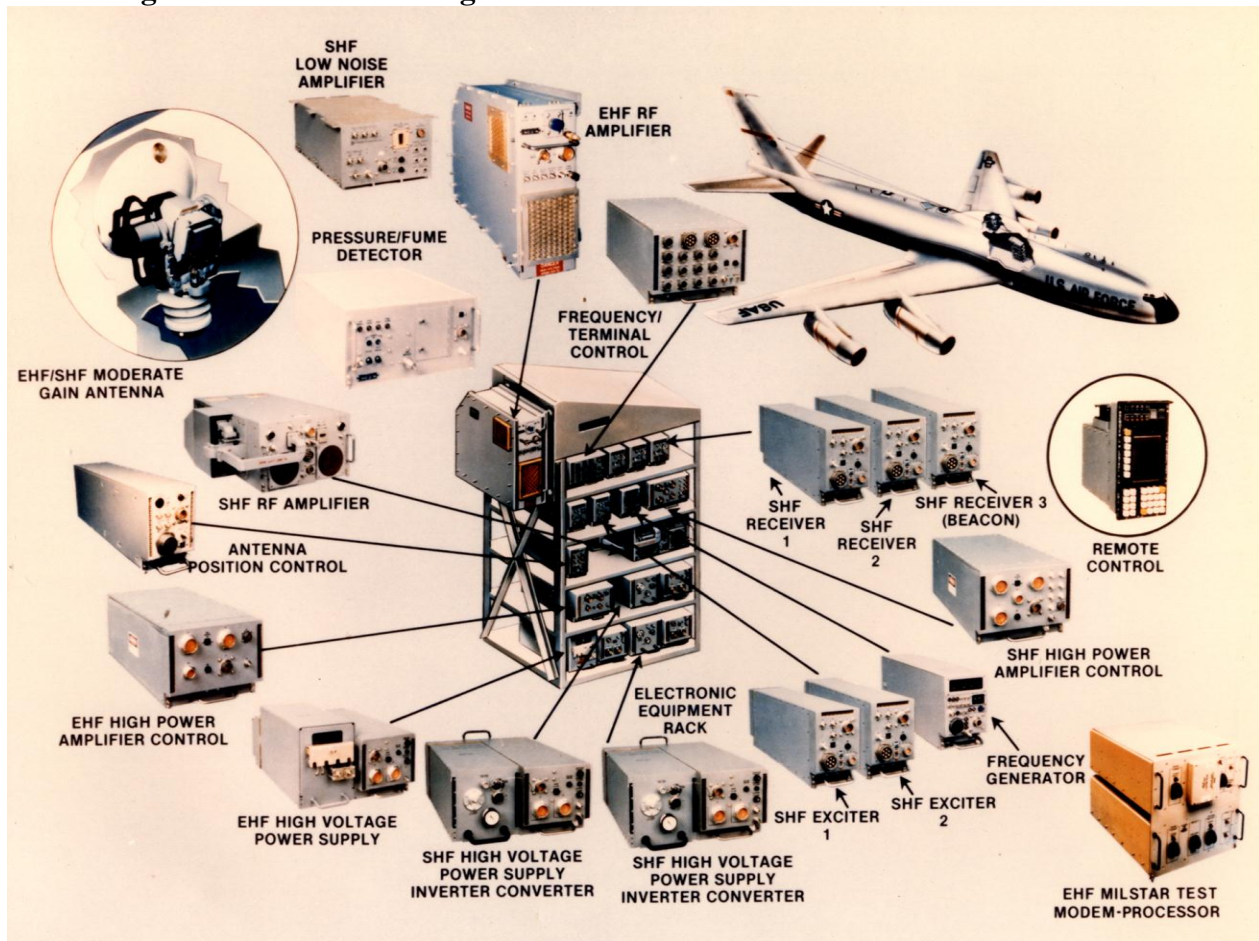 SHF
LOW NOISE
AMPLIFIER
EHF RF
AMPLIFIER
PRESSURE/FUME
DETECTOR
FREQUENCY/
TERMINAL
CONTROL
U.S. AIR FORCE
USAF
EHF/SHF MODERATE
GAIN ANTENNA
SHF RF AMPLIFIER
SHF
RECEIVER
1
SHF
RECEIVER
2
SHF RECEIVER 3
(BEACON)
REMOTE
CONTROL
ANTENNA
POSITION CONTROL
SHF HIGH POWER
AMPLIFIER CONTROL
EHF HIGH POWER
AMPLIFIER CONTROL
ELECTRONIC
EQUIPMENT
RACK
FREQUENCY
GENERATOR
EHF HIGH VOLTAGE
POWER SUPPLY
SHF HIGH VOLTAGE
POWER SUPPLY
INVERTER CONVERTER
SHF HIGH VOLTAGE
POWER SUPPLY
INVERTER CONVERTER
SHF EXCITER
1
SHF EXCITER
2
EHF MILSTAR TEST
MODEM-PROCESSOR